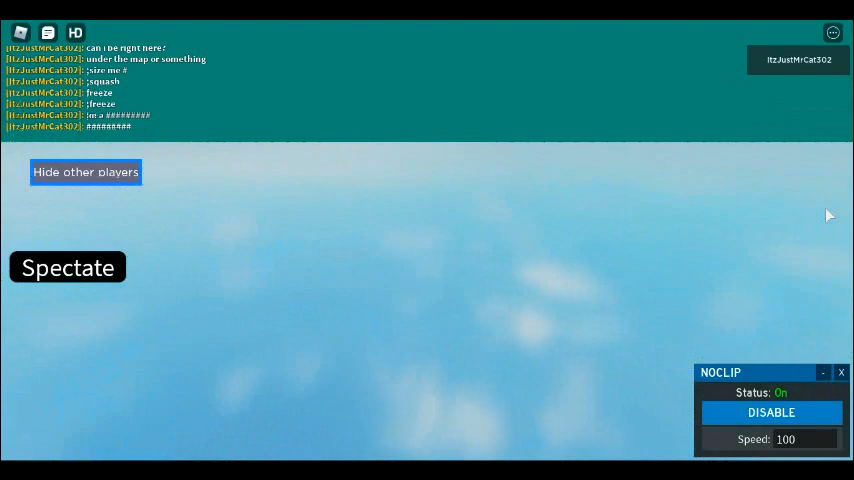 HD
[ItzJustMrCat302]: can i be right here?
[ItzJustMrCat302]: under the map or something
[ItzJustMrCat302]: ;size me #
[ItzJustMrCat302]: ;squash
[ItzJustMrCat302]: freeze
[ItzJustMrCat302]: ;freeze
[ItzJustMrCat302]: a #########
[ItzJustMrCat302]: #########
ItzJustMrCat302
Hide other players
Spectate
NOCLIP - X
Status: On
DISABLE
Speed: 100